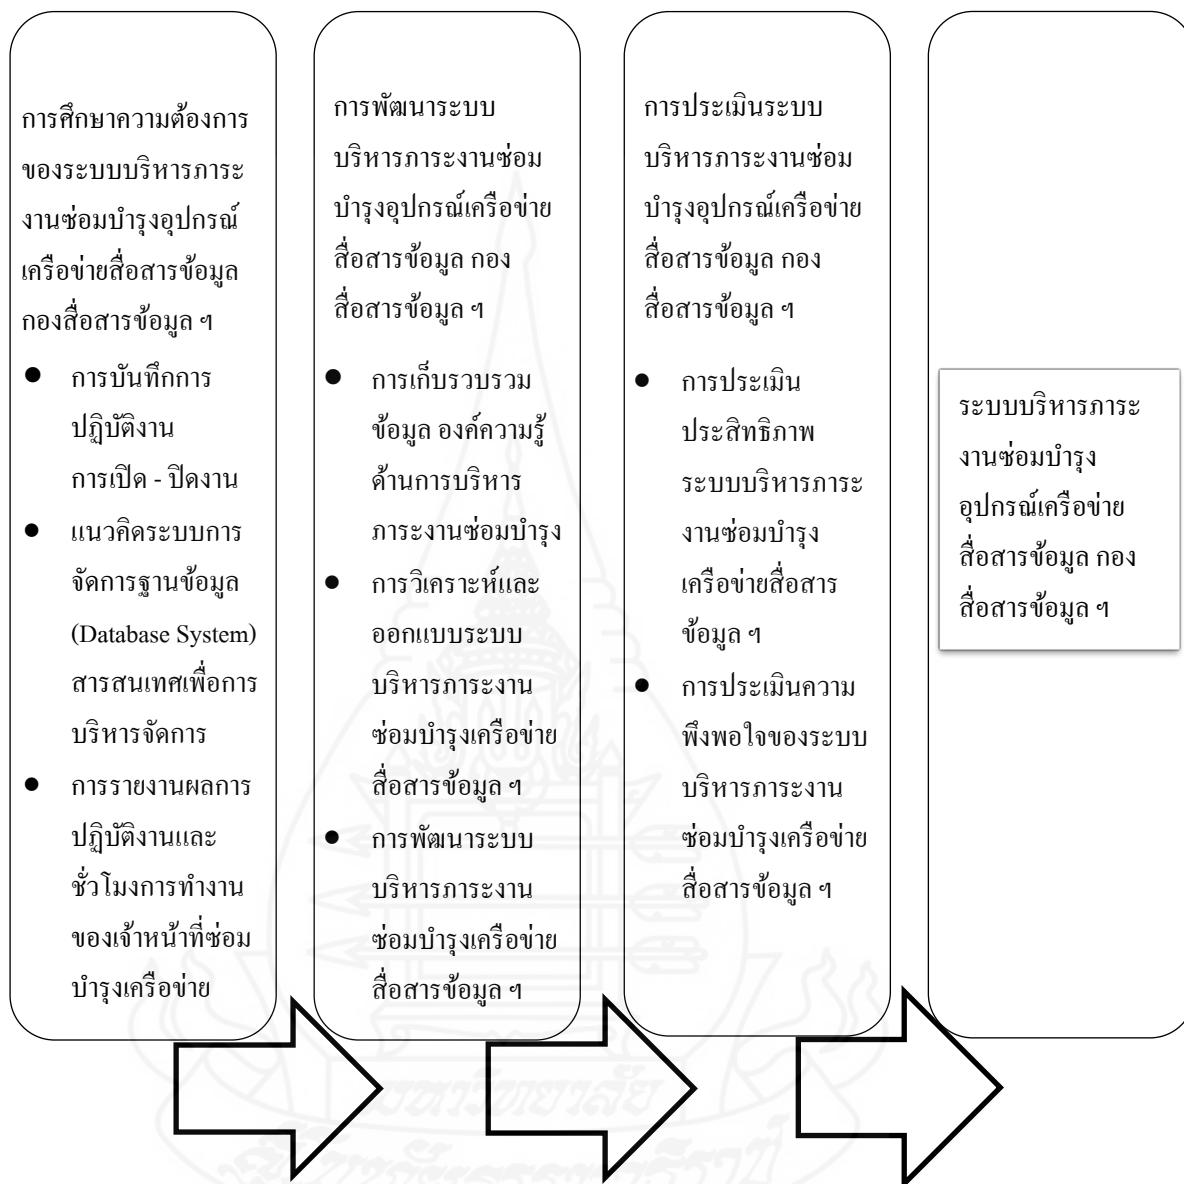 การศึกษาความต้องการ
ของระบบบริหารภาระ
งานซ่อมบำรุงอุปกรณ์
เครือข่ายสื่อสารข้อมูล
กองสื่อสารข้อมูล ฯ
● การบันทึกการ
ปฏิบัติงาน
การเปิด - ปิดงาน
● แนวคิดระบบการ
จัดการฐานข้อมูล
(Database System)
สารสนเทศเพื่อการ
บริหารจัดการ
● การรายงานผลการ
ปฏิบัติงานและ
ชั่วโมงการทำงาน
ของเจ้าหน้าที่ซ่อม
บำรุงเครือข่าย
การพัฒนาระบบ
บริหารภาระงานซ่อม
บำรุงอุปกรณ์เครือข่าย
สื่อสารข้อมูล กอง
สื่อสารข้อมูล ฯ
● การเก็บรวบรวม
ข้อมูล องค์ความรู้
ด้านการบริหาร
ภาระงานซ่อมบำรุง
● การวิเคราะห์และ
ออกแบบระบบ
บริหารภาระงาน
ซ่อมบำรุงเครือข่าย
สื่อสารข้อมูล ฯ
● การพัฒนาระบบ
บริหารภาระงาน
ซ่อมบำรุงเครือข่าย
สื่อสารข้อมูล ฯ
การประเมินระบบ
บริหารภาระงานซ่อม
บำรุงอุปกรณ์เครือข่าย
สื่อสารข้อมูล กอง
สื่อสารข้อมูล ฯ
● การประเมิน
ประสิทธิภาพ
ระบบบริหารภาระ
งานซ่อมบำรุง
เครือข่ายสื่อสาร
ข้อมูล ฯ
● การประเมินความ
พึงพอใจของระบบ
บริหารภาระงาน
ซ่อมบำรุงเครือข่าย
สื่อสารข้อมูล ฯ
ระบบบริหารภาระ
งานซ่อมบำรุง
อุปกรณ์เครือข่าย
สื่อสารข้อมูล กอง
สื่อสารข้อมูล ฯ